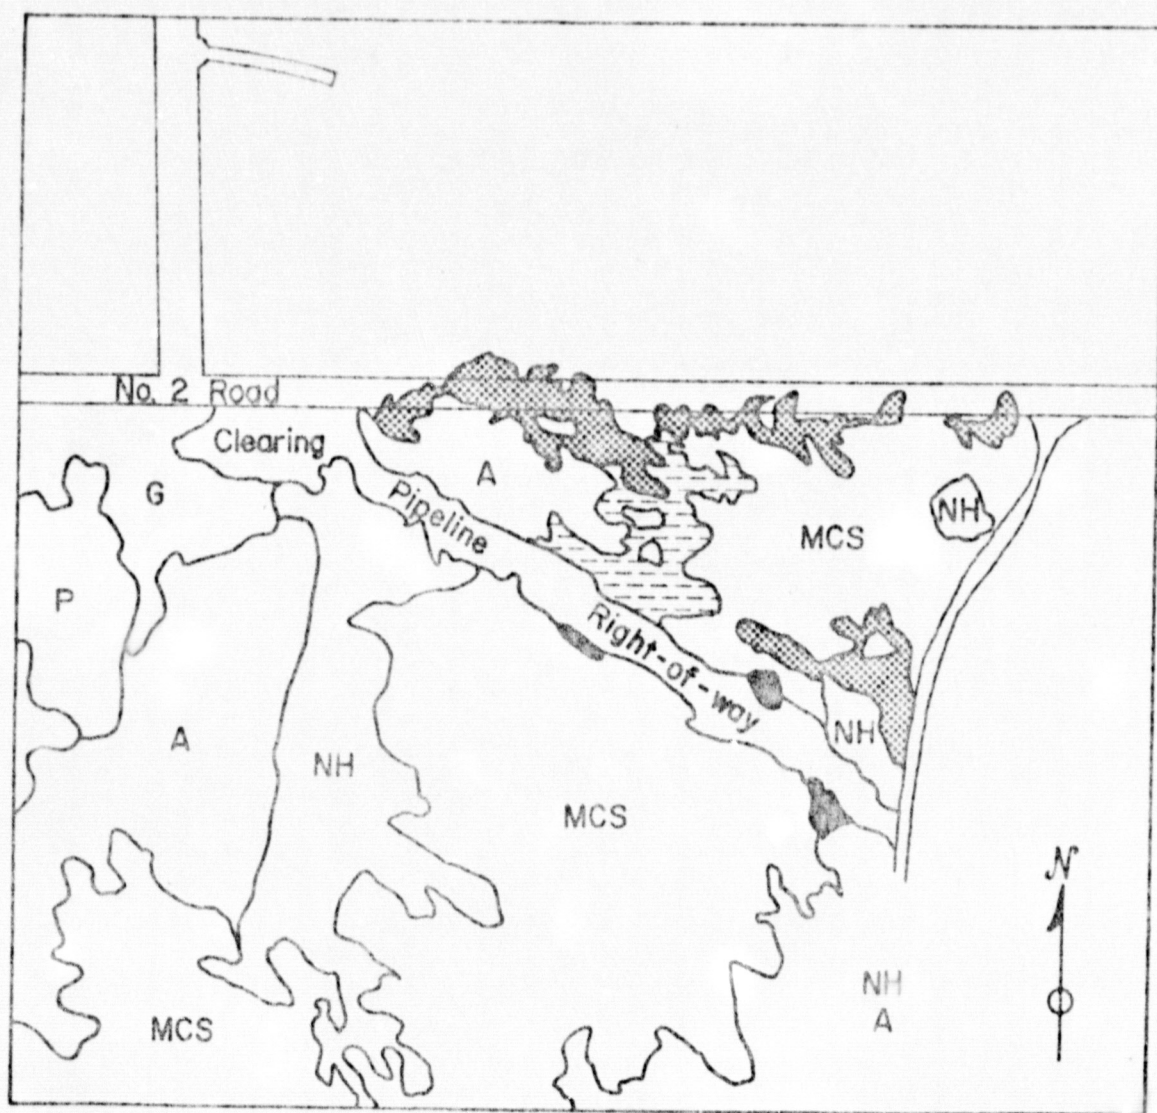 No. 2 Road
Clearing
A
G
Pipeline
NH
MCS
P
Right-of-way
A
NH
NH
MCS
N
NH
A
MCS